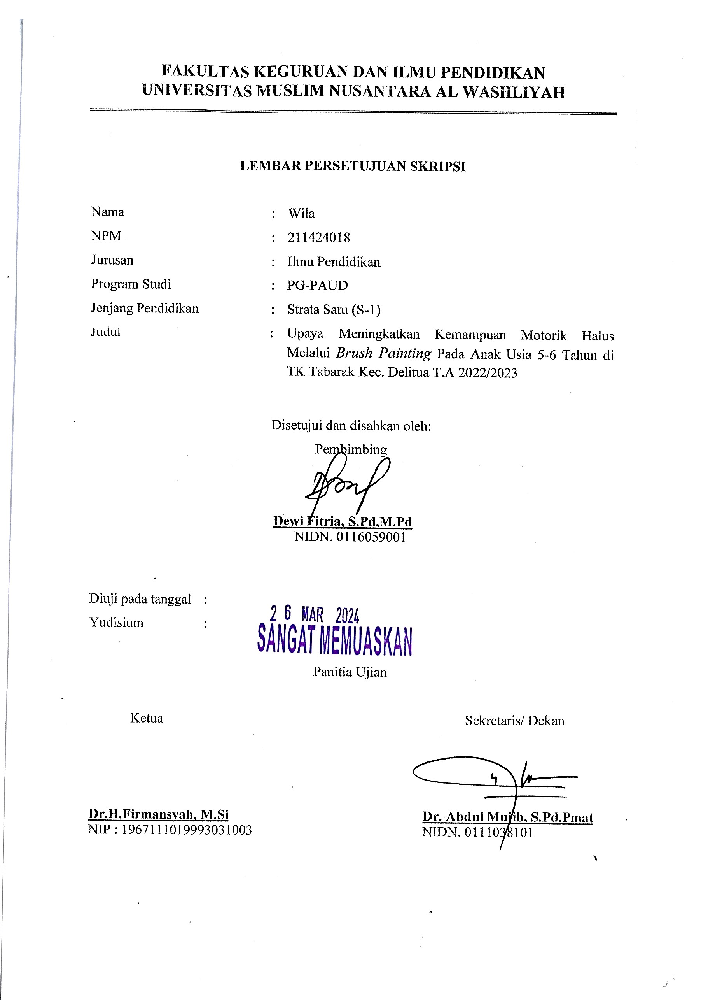 FAKULTAS KEGURUAN DAN ILMU PENDIDIKAN
UNIVERSITAS MUSLIM NUSANTARA AL WASHLIYAH
LEMBAR PERSETUJUAN SKRIPSI
Nama : Wila
NPM : 211424018
Jurusan : Ilmu Pendidikan
Program Studi : PG-PAUD
Jenjang Pendidikan : Strata Satu (S-1)
Judul : Upaya Meningkatkan Kemampuan Motorik Halus
Melalui Brush Painting Pada Anak Usia 5-6 Tahun di
TK Tabarak Kec. Delitua T.A 2022/2023
Disetujui dan disahkan oleh:
Pembimbing
Dewi Fitria, S.Pd,M.Pd
NIDN. 0116059001
Diuji pada tanggal :
26 MAR 2024
Yudisium :
SANGAT MEMUASKAN
Panitia Ujian
Ketua Sekretaris/ Dekan
Dr.H.Firmansyah, M.Si Dr. Abdul Mujib, S.Pd.Pmat
NIP : 1967111019993031003 NIDN. 0111038101